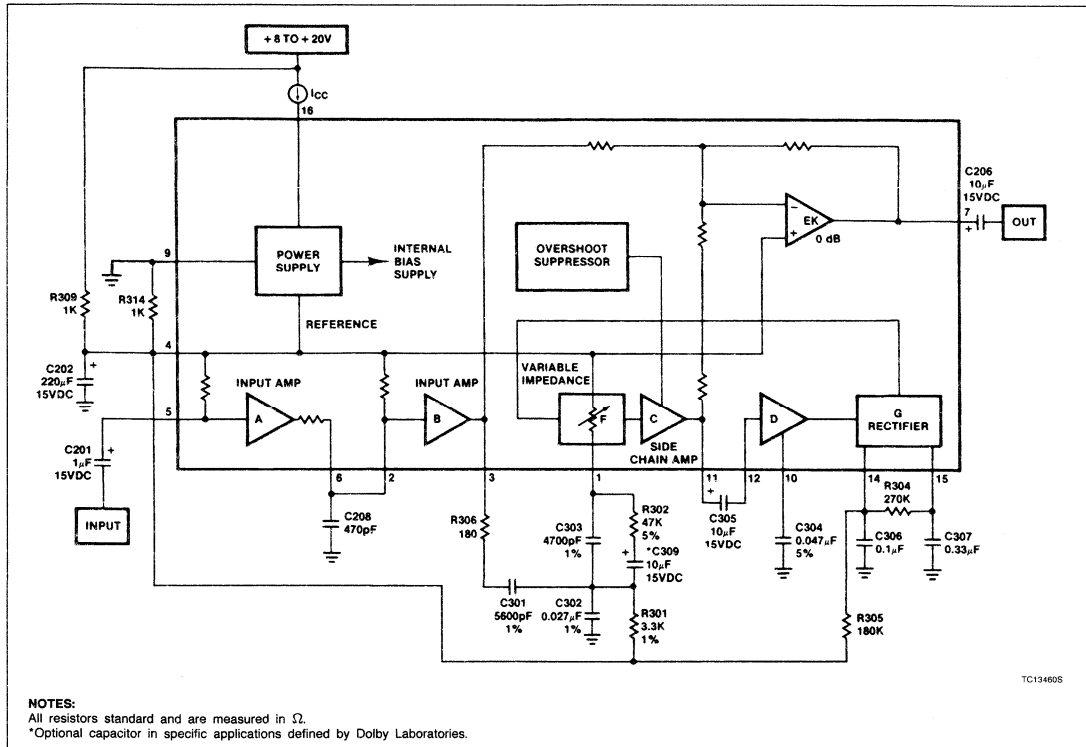 +8 TO +20V
ICC
16
C206
10μF
15VDC
7
+
OUT
EK
−
+
0 dB
OVERSHOOT
SUPPRESSOR
9
POWER
SUPPLY
INTERNAL
BIAS
SUPPLY
R309
1K
R314
1K
REFERENCE
4
C202
+
220μF
15VDC
INPUT AMP
INPUT AMP
VARIABLE
IMPEDANCE
5
A
B
F
C
SIDE
CHAIN AMP
D
G
RECTIFIER
C201
1μF
15VDC
+
INPUT
6
2
3
1
11
12
10
14
15
+
C208
470pF
R306
180
C303
4700pF
1%
R302
47K
5%
+
*C309
10μF
15VDC
C305
10μF
15VDC
C304
0.047μF
5%
R304
270K
C306
0.1μF
C307
0.33μF
C301
5600pF
1%
C302
0.027μF
1%
R301
3.3K
1%
R305
180K
TC13460S
NOTES:
All resistors standard and are measured in Ω.
*Optional capacitor in specific applications defined by Dolby Laboratories.